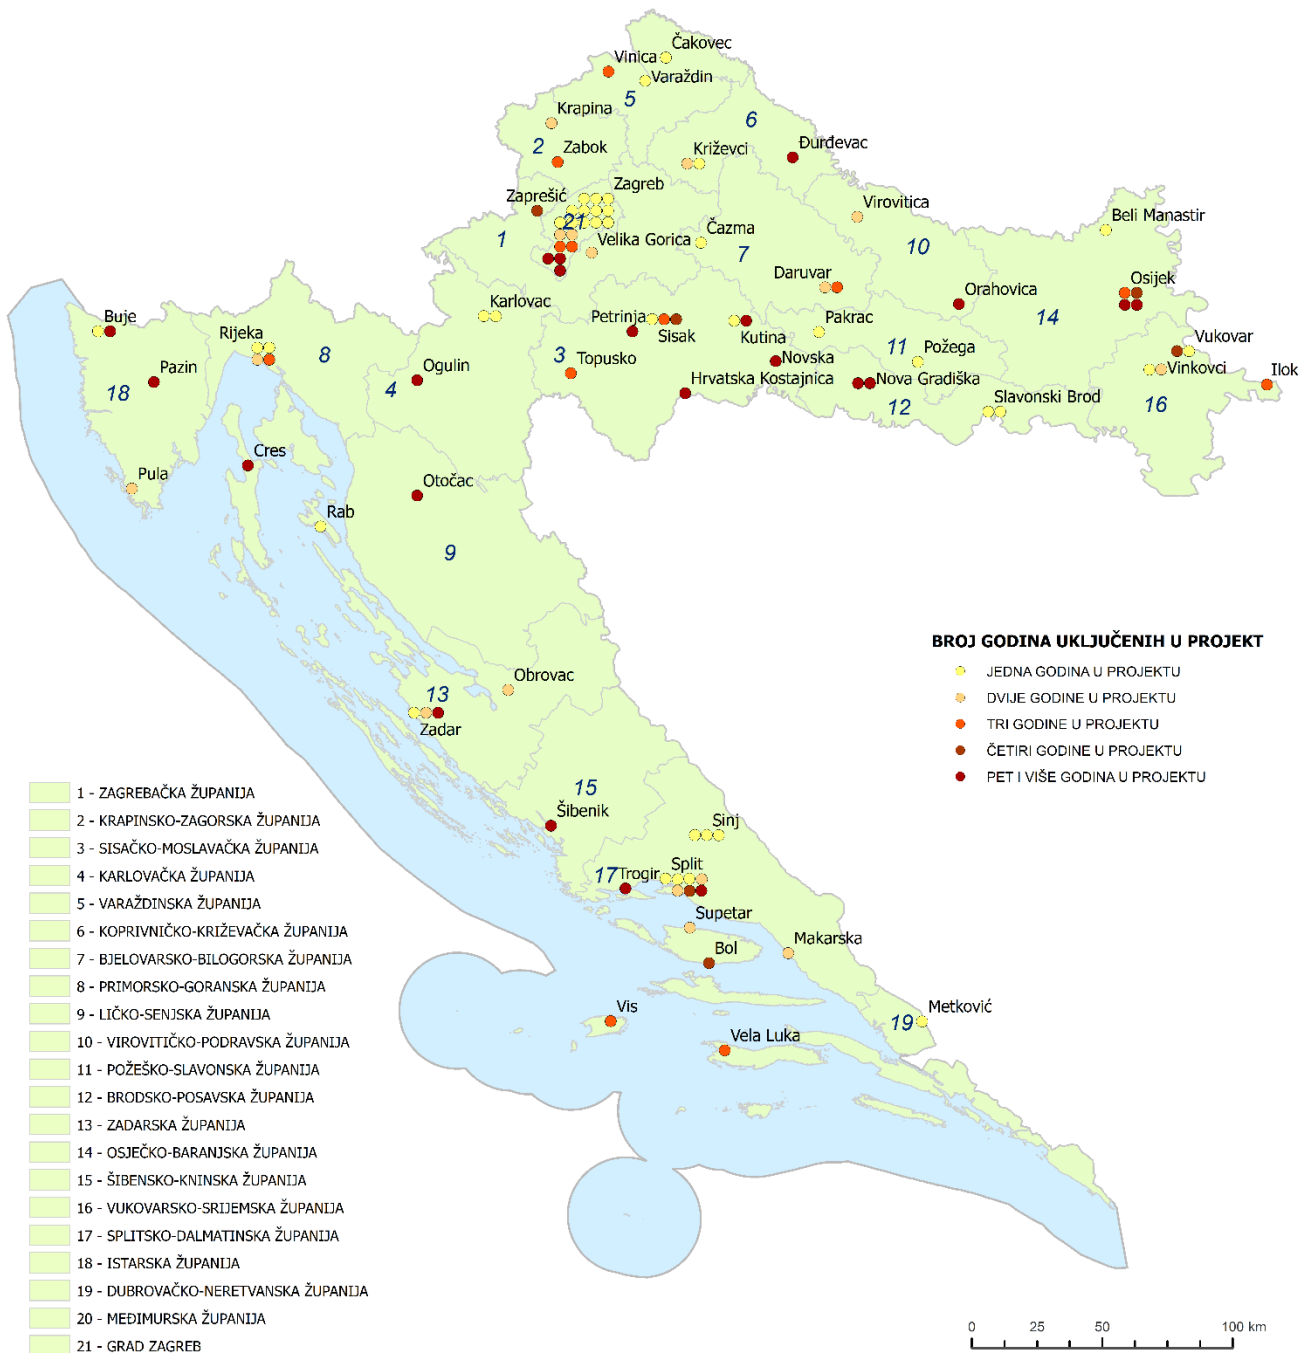 Čakovec
Vinica
Varaždin
5
Krapina
6
2
Zabok
Križevci
Đurđevac
Zaprešić
Zagreb
21
Virovitica
Beli Manastir
1
Velika Gorica
Čazma
7
10
Daruvar
Osijek
Orahovica
14
Karlovac
Petrinja
Sisak
Kutina
Pakrac
Vukovar
Buje
Rijeka
8
3
Topusko
Novska
11
Požega
Vinkovci
Ilok
Pazin
18
Ogulin
4
Hrvatska Kostajnica
Nova Gradiška
12
Slavonski Brod
16
Cres
Pula
Otočac
Rab
9
BROJ GODINA UKLJUČENIH U PROJEKT
JEDNA GODINA U PROJEKTU
DVIJE GODINE U PROJEKTU
TRI GODINE U PROJEKTU
ČETIRI GODINE U PROJEKTU
PET I VIŠE GODINA U PROJEKTU
Obrovac
13
Zadar
15
Šibenik
Sinj
17
Trogir
Split
Supetar
Bol
Makarska
Vis
Vela Luka
19
Metković
1 - ZAGREBAČKA ŽUPANIJA
2 - KRAPINSKO-ZAGORSKA ŽUPANIJA
3 - SISAČKO-MOSLAVAČKA ŽUPANIJA
4 - KARLOVAČKA ŽUPANIJA
5 - VARAŽDINSKA ŽUPANIJA
6 - KOPRIVNIČKO-KRIŽEVAČKA ŽUPANIJA
7 - BJELOVARSKO-BILOGORSKA ŽUPANIJA
8 - PRIMORSKO-GORANSKA ŽUPANIJA
9 - LIČKO-SENJSKA ŽUPANIJA
10 - VIROVITIČKO-PODRAVSKA ŽUPANIJA
11 - POŽEŠKO-SLAVONSKA ŽUPANIJA
12 - BRODSKO-POSAVSKA ŽUPANIJA
13 - ZADARSKA ŽUPANIJA
14 - OSJEČKO-BARANJSKA ŽUPANIJA
15 - ŠIBENSKO-KNINSKA ŽUPANIJA
16 - VUKOVARSKO-SRIJEMSKA ŽUPANIJA
17 - SPLITSKO-DALMATINSKA ŽUPANIJA
18 - ISTARSKA ŽUPANIJA
19 - DUBROVAČKO-NERETVANSKA ŽUPANIJA
20 - MEĐIMURSKA ŽUPANIJA
21 - GRAD ZAGREB
0 25 50 100 km